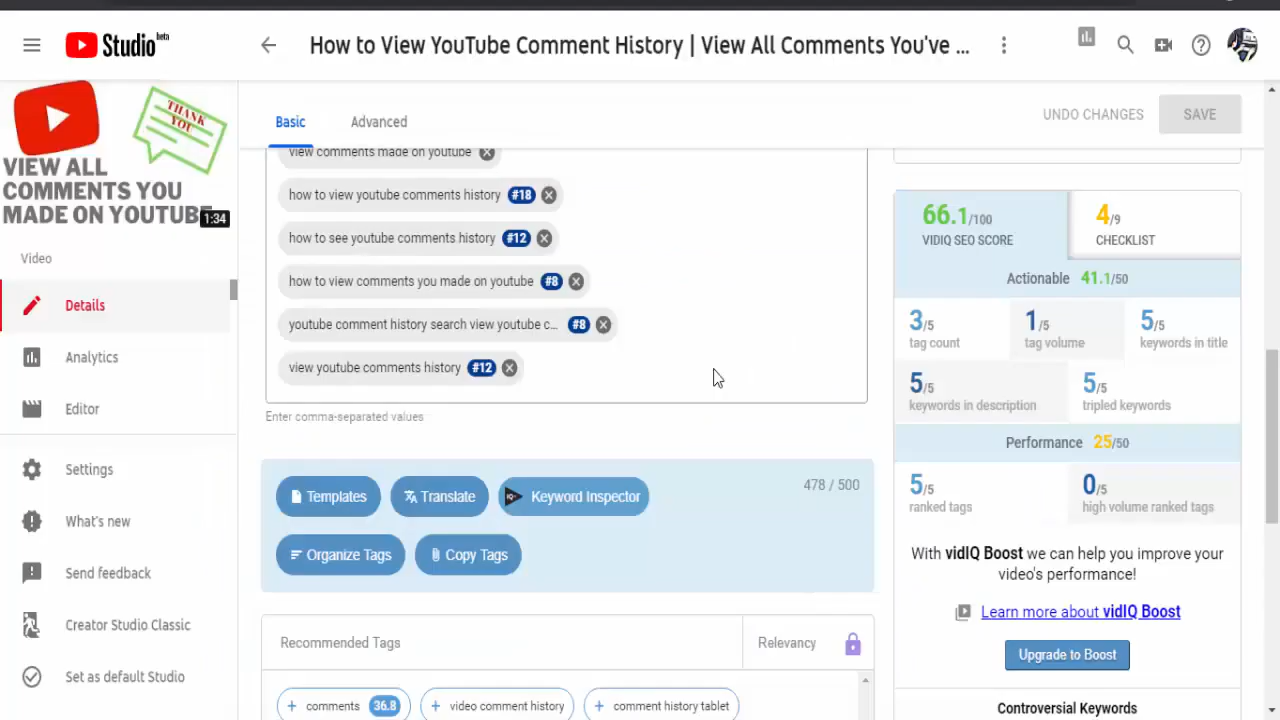 Studio beta
How to View YouTube Comment History | View All Comments You've ...
THANK YOU
VIEW ALL
COMMENTS YOU
MADE ON YOUTUBE
1:34
Video
Details
Analytics
Editor
Settings
What's new
Send feedback
Creator Studio Classic
Set as default Studio
Basic
Advanced
UNDO CHANGES
SAVE
view comments made on youtube
how to view youtube comments history #18
how to see youtube comments history #12
how to view comments you made on youtube #8
youtube comment history search view youtube c... #8
view youtube comments history #12
Enter comma-separated values
Templates
Translate
Keyword Inspector
478 / 500
Organize Tags
Copy Tags
Recommended Tags
Relevancy
+ comments 36.8
+ video comment history
+ comment history tablet
66.1/100
VIDIQ SEO SCORE
4/9
CHECKLIST
Actionable 41.1/50
3/5
tag count
1/5
tag volume
5/5
keywords in title
5/5
keywords in description
5/5
tripled keywords
Performance 25/50
5/5
ranked tags
0/5
high volume ranked tags
With vidIQ Boost we can help you improve your
video's performance!
Learn more about vidIQ Boost
Upgrade to Boost
Controversial Keywords